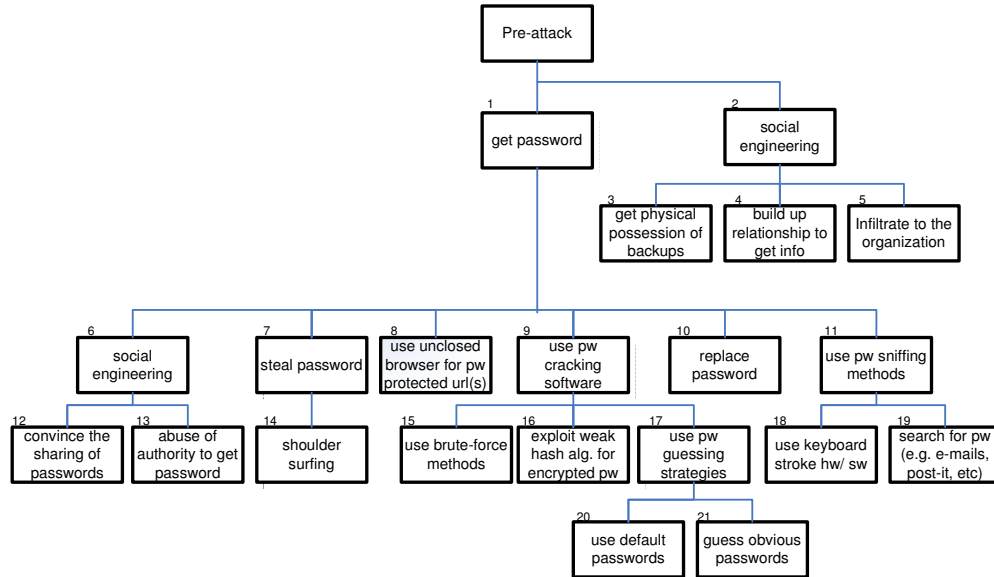 Pre-attack
1
get password
2
social
engineering
3
get physical
possession of
backups
4
build up
relationship to
get info
5
Infiltrate to the
organization
6
social
engineering
7
steal password
8
use unclosed
browser for pw
protected url(s)
9
use pw
cracking
software
10
replace
password
11
use pw sniffing
methods
12
convince the
sharing of
passwords
13
abuse of
authority to get
password
14
shoulder
surfing
15
use brute-force
methods
16
exploit weak
hash alg. for
encrypted pw
17
use pw
guessing
strategies
18
use keyboard
stroke hw/ sw
19
search for pw
(e.g. e-mails,
post-it, etc)
20
use default
passwords
21
guess obvious
passwords